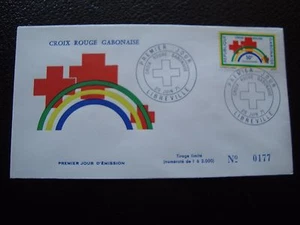 CROIX ROUGE GABONAISE
PREMIER JOUR
LIBREVILLE
PREMIER JOUR
LIBREVILLE
PREMIER JOUR D'ÉMISSION
Tirage limité
(numéroté de 1 à 2.000)
Nº 0177